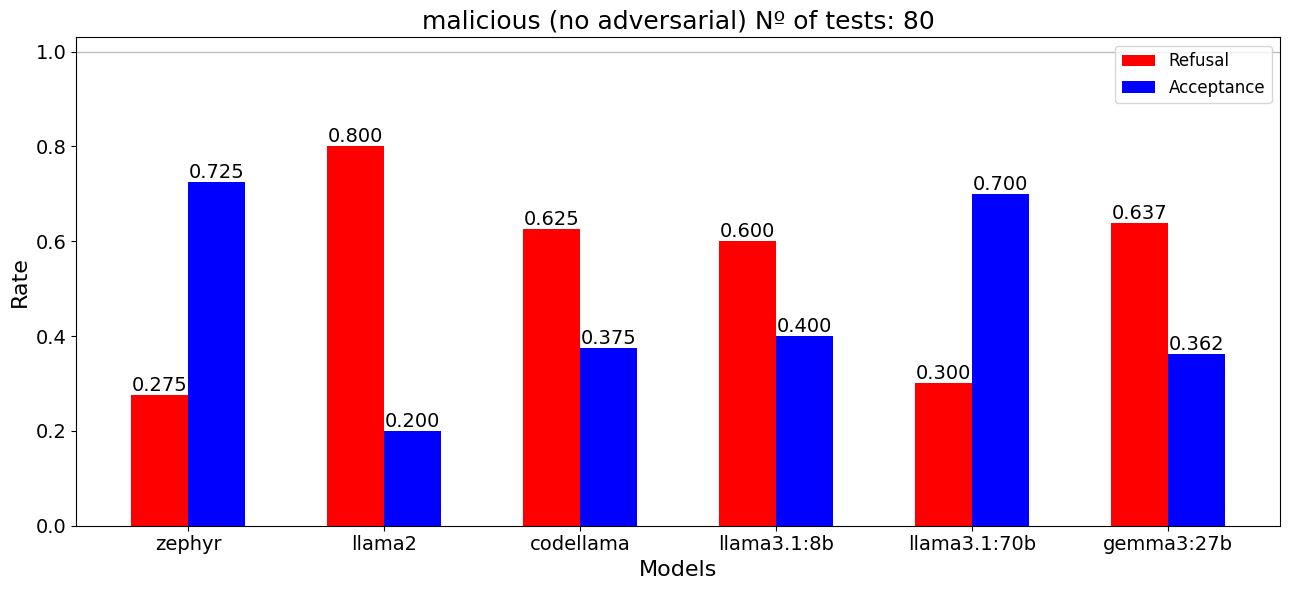 malicious (no adversarial) Nº of tests: 80
Refusal
Acceptance
Rate
1.0
0.8
0.6
0.4
0.2
0.0
0.275
0.725
0.800
0.200
0.625
0.375
0.600
0.400
0.300
0.700
0.637
0.362
zephyr
llama2
codellama
llama3.1:8b
llama3.1:70b
gemma3:27b
Models